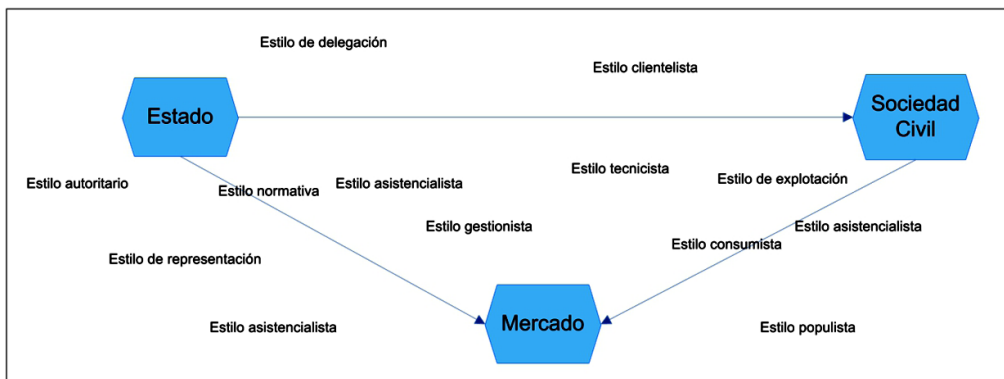 Estilo de delegación
Estilo clientelista
Estado
Sociedad
Civil
Estilo autoritario
Estilo normativa
Estilo asistencialista
Estilo tecnicista
Estilo de explotación
Estilo gestionista
Estilo asistencialista
Estilo consumista
Estilo de representación
Mercado
Estilo asistencialista
Estilo populista